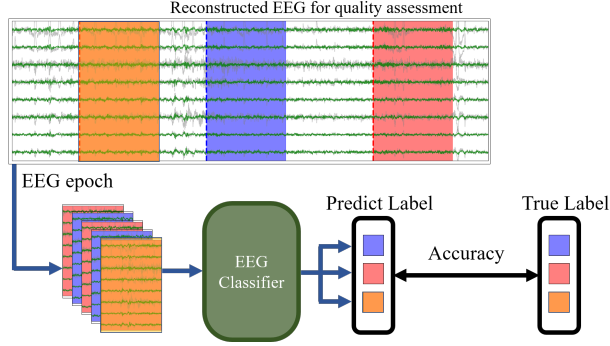 Reconstructed EEG for quality assessment
EEG epoch
Predict Label
True Label
EEG
Classifier
Accuracy